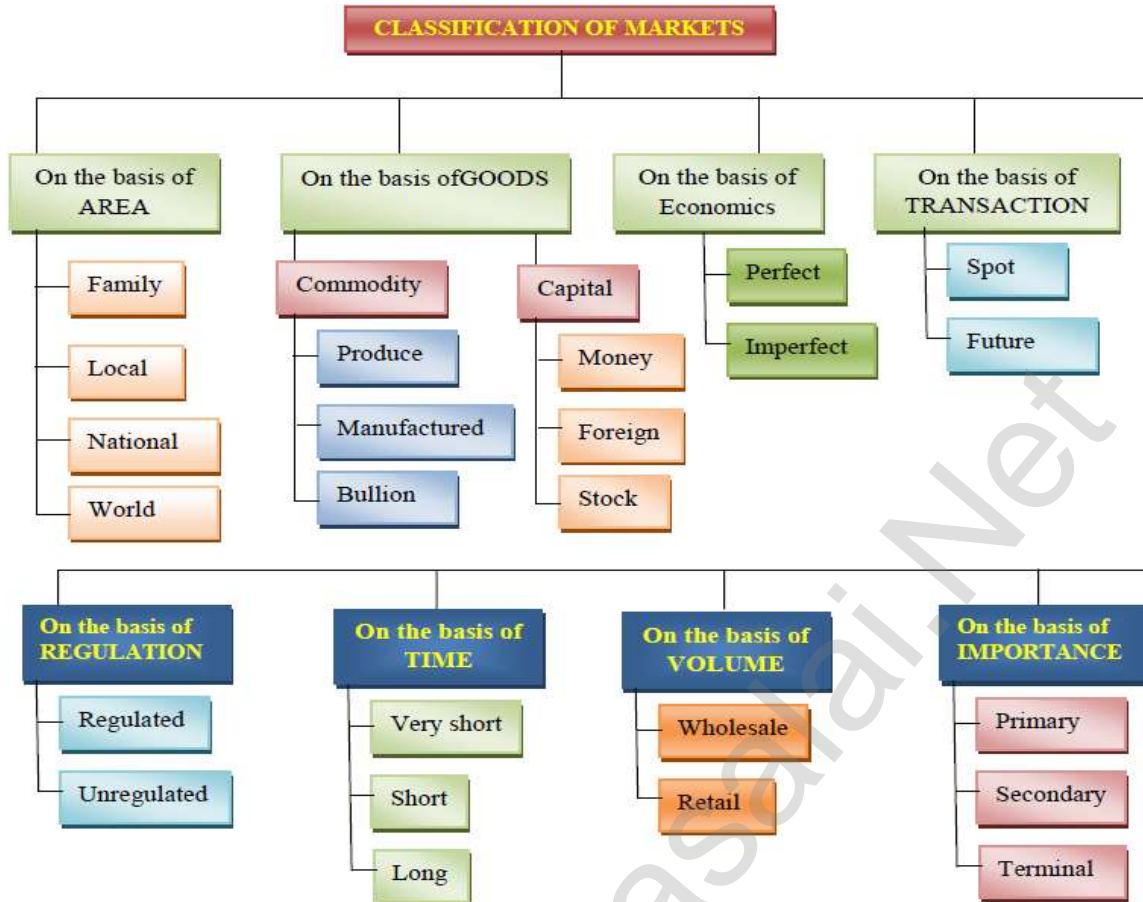 CLASSIFICATION OF MARKETS
On the basis of
AREA
Family
Local
National
World
On the basis ofGOODS
Commodity
Produce
Manufactured
Bullion
Capital
Money
Foreign
Stock
On the basis of
Economics
Perfect
Imperfect
On the basis of
TRANSACTION
Spot
Future
On the basis of
REGULATION
Regulated
Unregulated
On the basis of
TIME
Very short
Short
Long
On the basis of
VOLUME
Wholesale
Retail
On the basis of
IMPORTANCE
Primary
Secondary
Terminal
asalai.Net